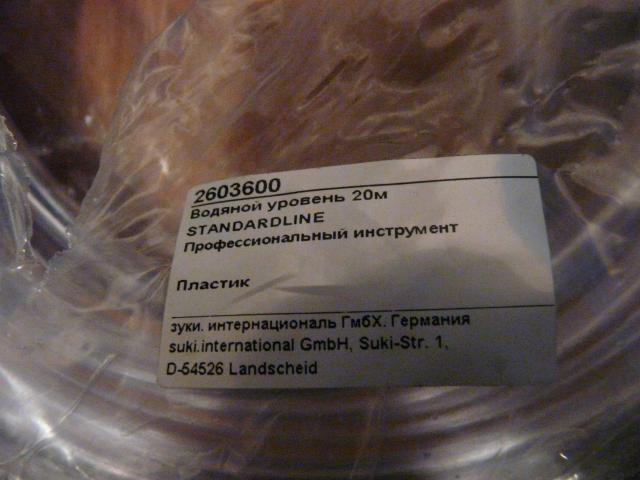 2603600
Водяной уровень 20м
STANDARDLINE
Профессиональный инструмент
Пластик
зуки. интернациональ ГмбХ. Германия
suki.international GmbH, Suki-Str. 1,
D-54526 Landscheid